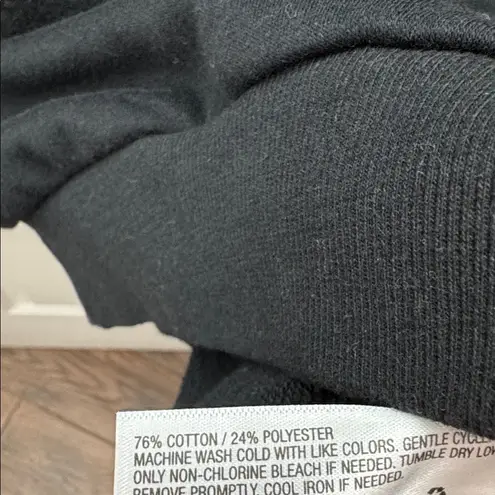 76% COTTON / 24% POLYESTER
MACHINE WASH COLD WITH LIKE COLORS. GENTLE CYCLE
ONLY NON-CHLORINE BLEACH IF NEEDED. TUMBLE DRY LOW
REMOVE PROMPTLY. COOL IRON IF NEEDED.